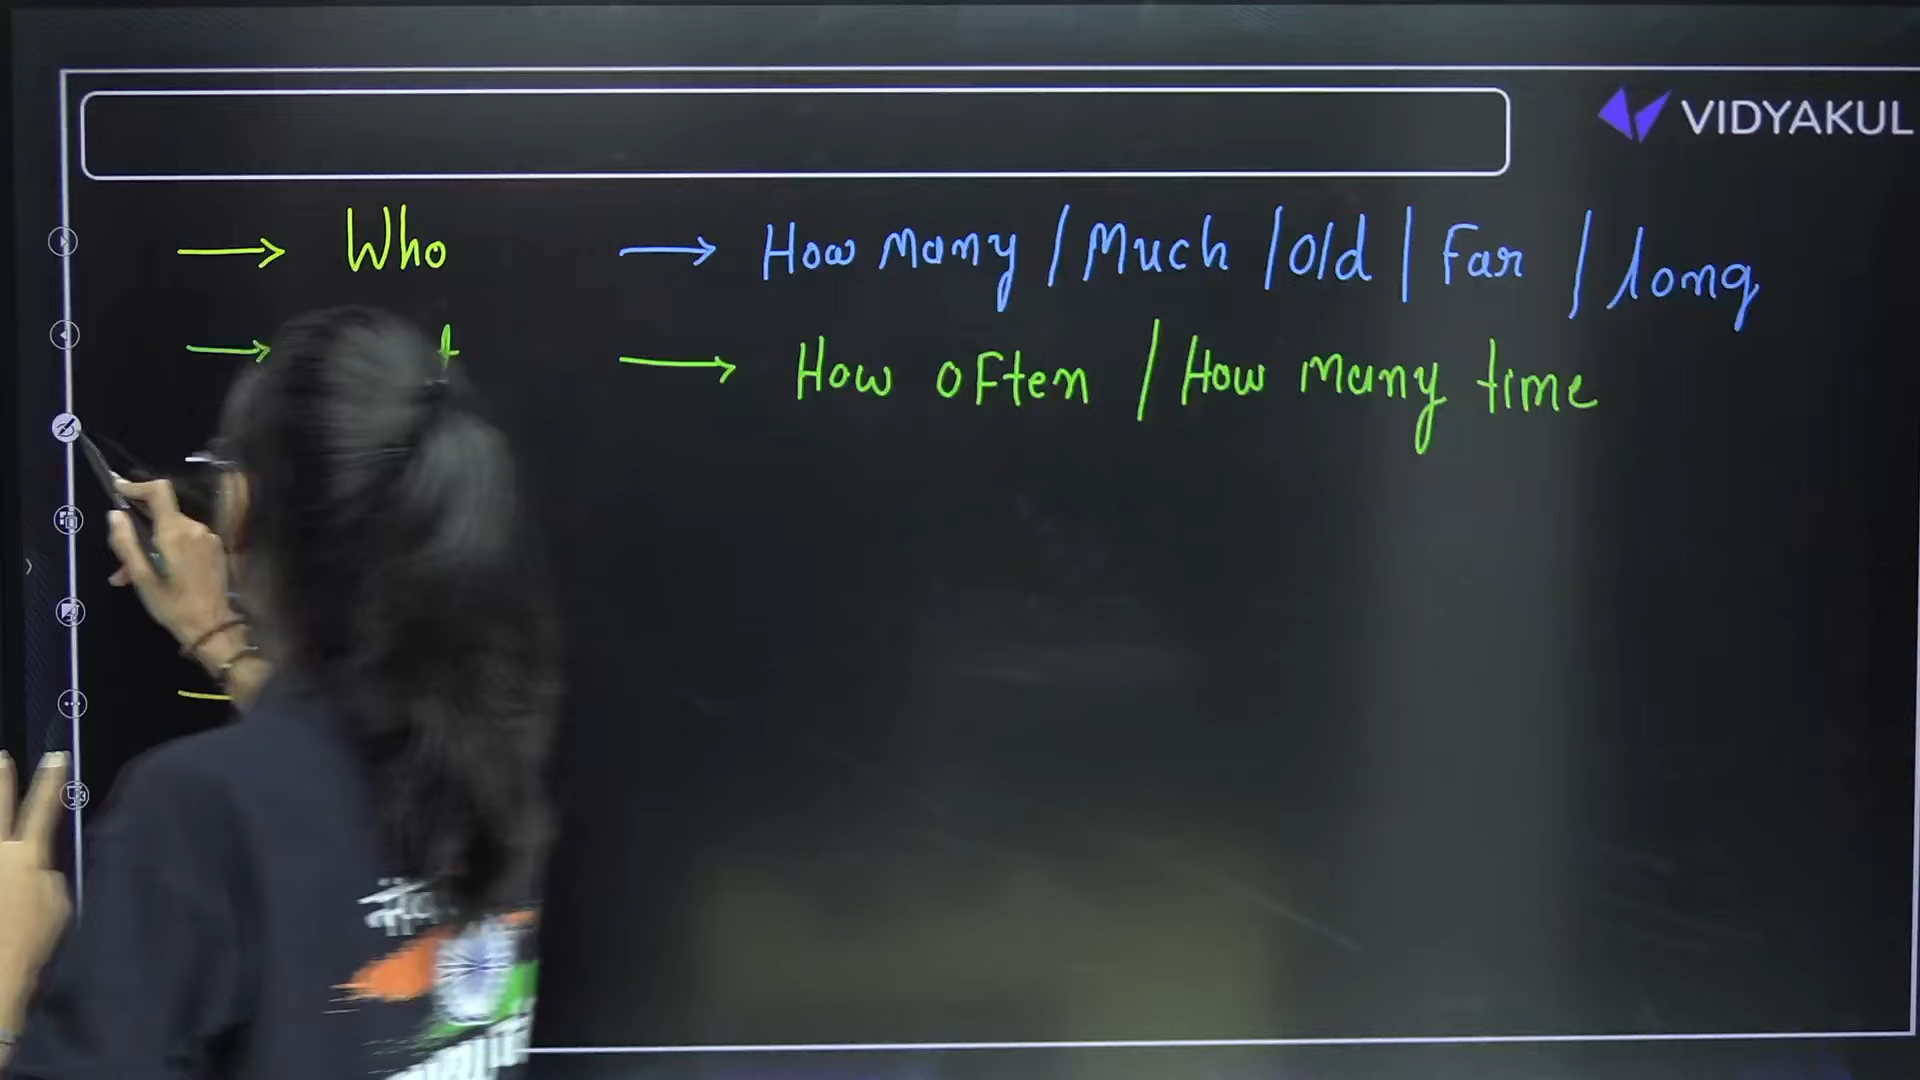 VIDYAKUL
→ Who → How many / Much / Old / Far / long
→ → How often / How many time